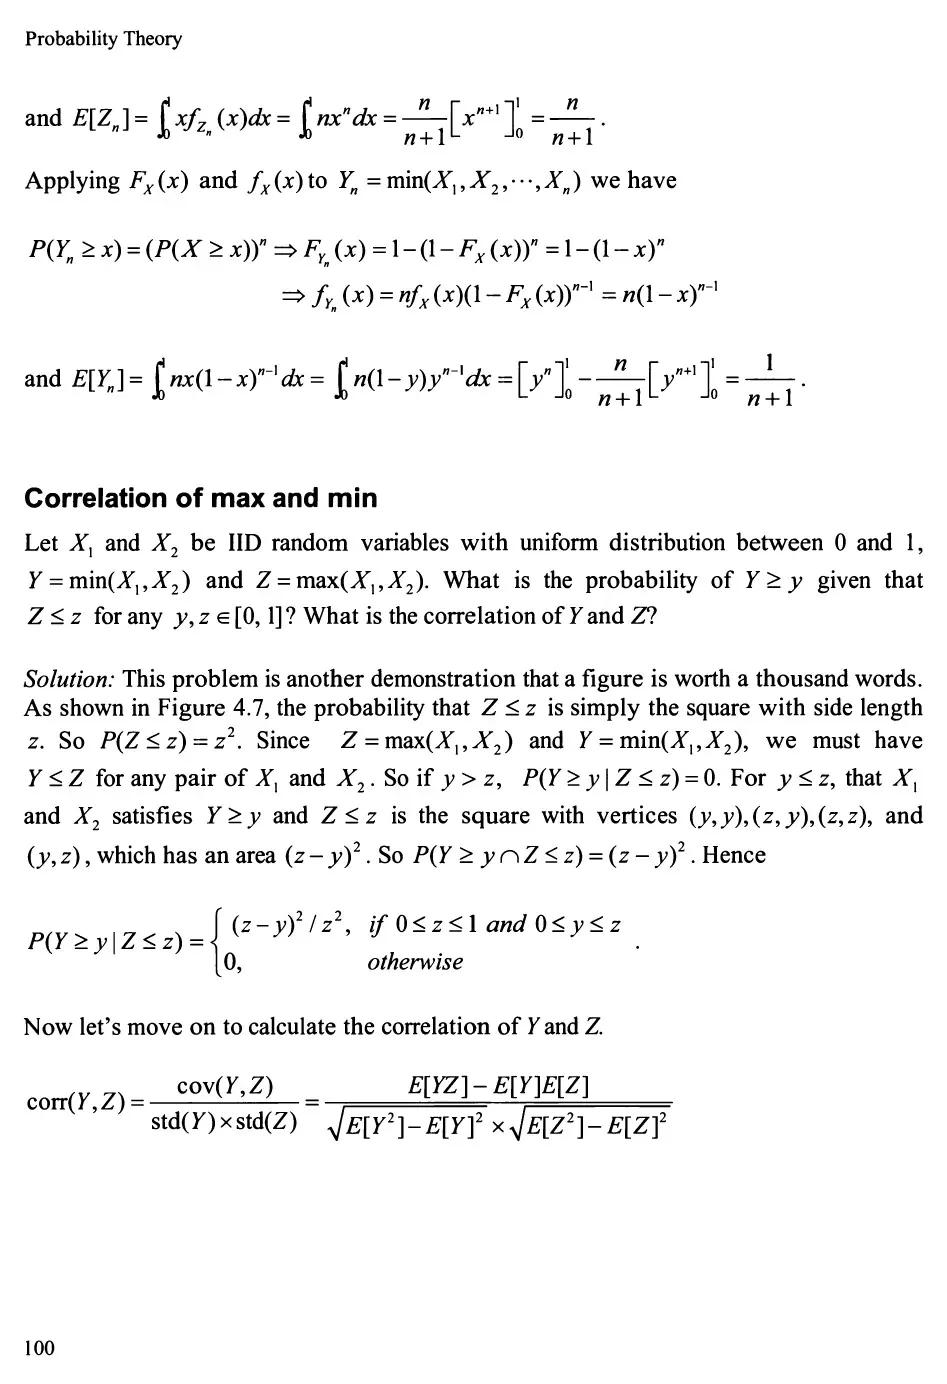 Probability Theory
and E[Z_n] = ∫_0^1 x f_{Z_n}(x)dx = ∫_0^1 nx^n dx = n/(n+1) [x^{n+1}]_0^1 = n/(n+1).
Applying F_X(x) and f_X(x) to Y_n = min(X_1, X_2, ⋯, X_n) we have
P(Y_n ≥ x) = (P(X ≥ x))^n ⇒ F_{Y_n}(x) = 1 − (1 − F_X(x))^n = 1 − (1 − x)^n
⇒ f_{Y_n}(x) = nf_X(x)(1 − F_X(x))^{n−1} = n(1 − x)^{n−1}
and E[Y_n] = ∫_0^1 nx(1 − x)^{n−1} dx = ∫_0^1 n(1 − y)y^{n−1} dx = [y^n]_0^1 − n/(n+1) [y^{n+1}]_0^1 = 1/(n+1).
Correlation of max and min
Let X_1 and X_2 be IID random variables with uniform distribution between 0 and 1,
Y = min(X_1, X_2) and Z = max(X_1, X_2). What is the probability of Y ≥ y given that
Z ≤ z for any y, z ∈ [0, 1]? What is the correlation of Y and Z?
Solution: This problem is another demonstration that a figure is worth a thousand words.
As shown in Figure 4.7, the probability that Z ≤ z is simply the square with side length
z. So P(Z ≤ z) = z^2. Since Z = max(X_1, X_2) and Y = min(X_1, X_2), we must have
Y ≤ Z for any pair of X_1 and X_2. So if y > z, P(Y ≥ y | Z ≤ z) = 0. For y ≤ z, that X_1
and X_2 satisfies Y ≥ y and Z ≤ z is the square with vertices (y, y), (z, y), (z, z), and
(y, z), which has an area (z − y)^2. So P(Y ≥ y ∩ Z ≤ z) = (z − y)^2. Hence
P(Y ≥ y | Z ≤ z) = { (z − y)^2 / z^2, if 0 ≤ z ≤ 1 and 0 ≤ y ≤ z
0, otherwise .
Now let's move on to calculate the correlation of Y and Z.
corr(Y, Z) = cov(Y, Z) / (std(Y) × std(Z)) = (E[YZ] − E[Y]E[Z]) / (√(E[Y^2] − E[Y]^2) × √(E[Z^2] − E[Z]^2))
100